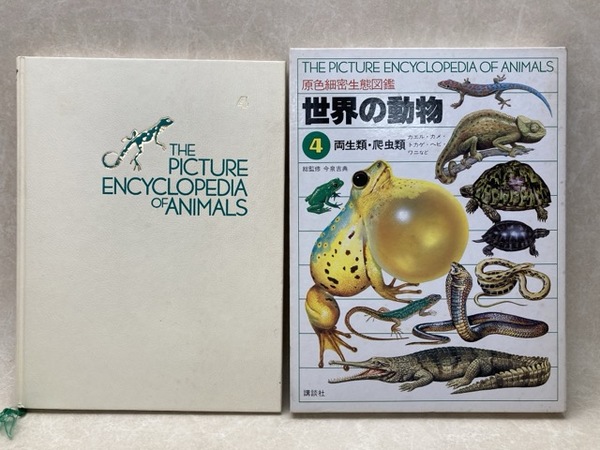 THE
PICTURE
ENCYCLOPEDIA
OF ANIMALS
THE PICTURE ENCYCLOPEDIA OF ANIMALS
原色細密生態図鑑
世界の動物
4 両生類・爬虫類 カエル・カメ・
トカゲ・ヘビ・
ワニなど
総監修 今泉吉典
講談社